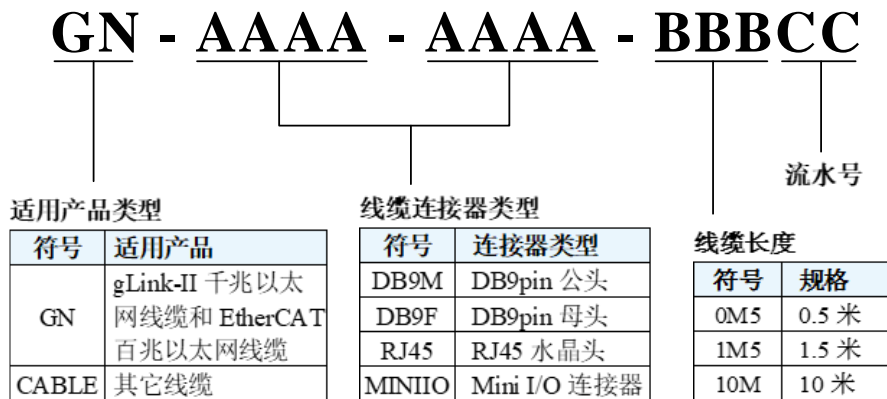 GN - AAAA - AAAA - BBBCC
流水号
适用产品类型
符号 适用产品
GN gLink-II 千兆以太
网线缆和 EtherCAT
百兆以太网线缆
CABLE 其它线缆
线缆连接器类型
符号 连接器类型
DB9M DB9pin 公头
DB9F DB9pin 母头
RJ45 RJ45 水晶头
MINIIO Mini I/O 连接器
线缆长度
符号 规格
0M5 0.5 米
1M5 1.5 米
10M 10 米